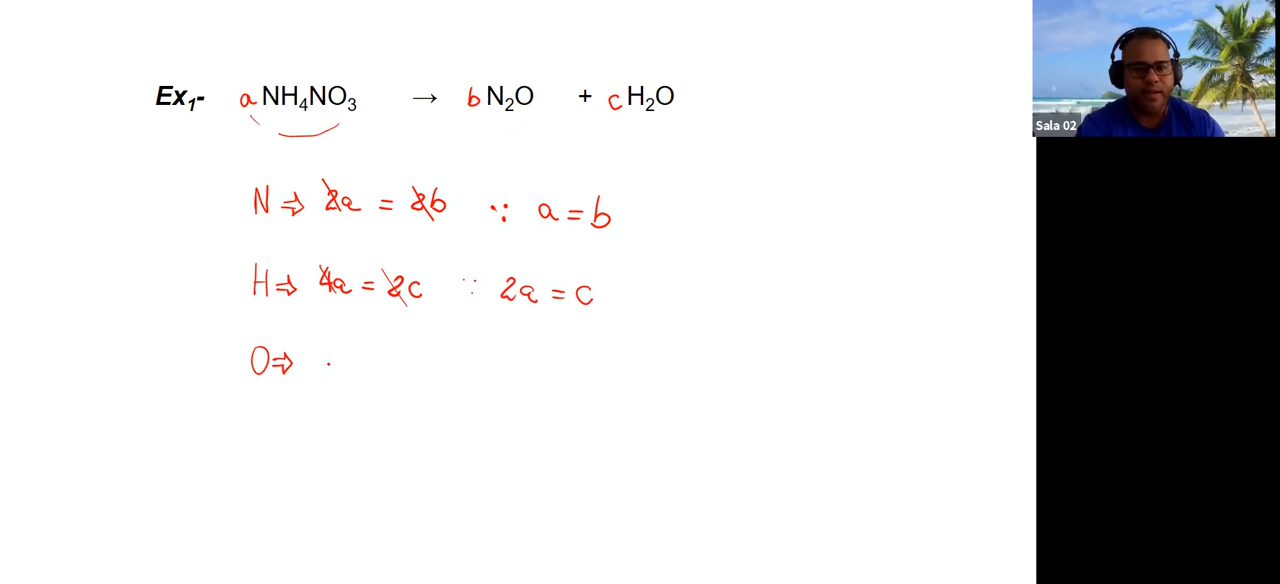 Ex₁- a NH₄NO₃ → b N₂O + c H₂O
N ⇒ 2a = 2b ∵ a = b
H ⇒ 4a = 2c ∵ 2a = c
O ⇒
Sala 02